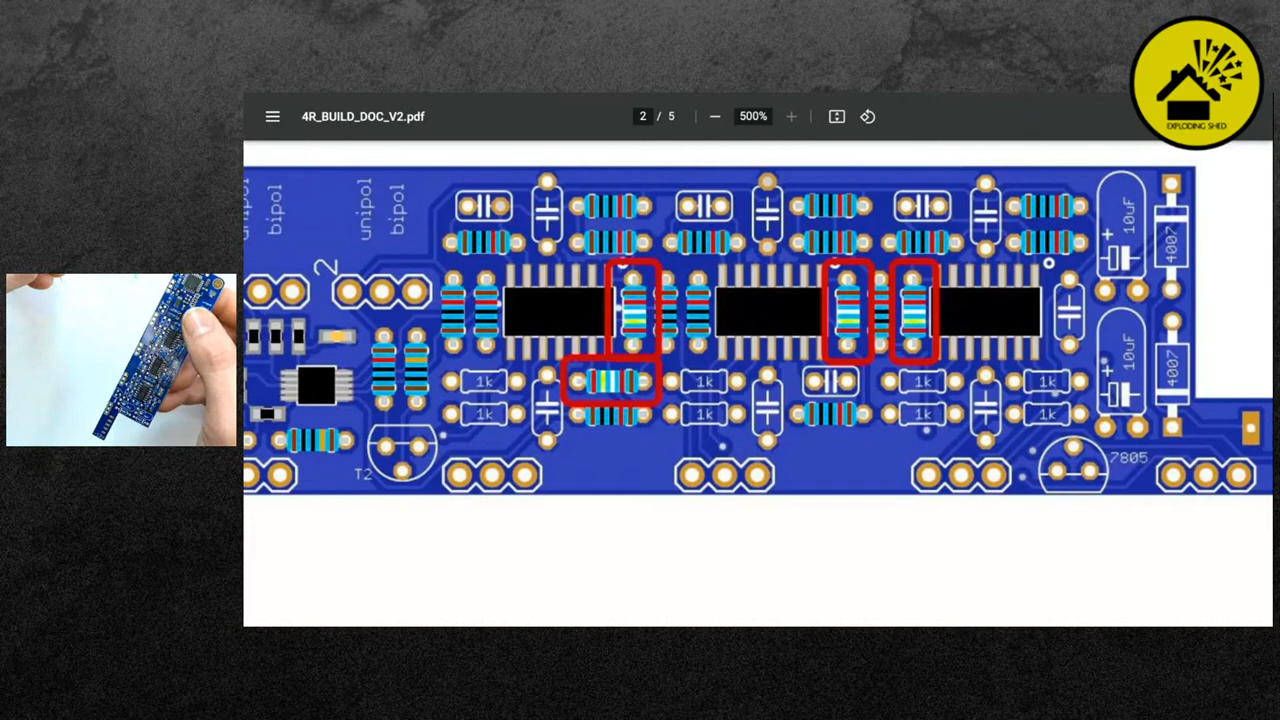 EXPLODING SHED
4R_BUILD_DOC_V2.pdf
2 / 5
500%
bipol
unipol
bipol
2
10uF
4007
+
10uF
4007
+
1k
1k
1k
1k
1k
1k
1k
1k
T2
7805